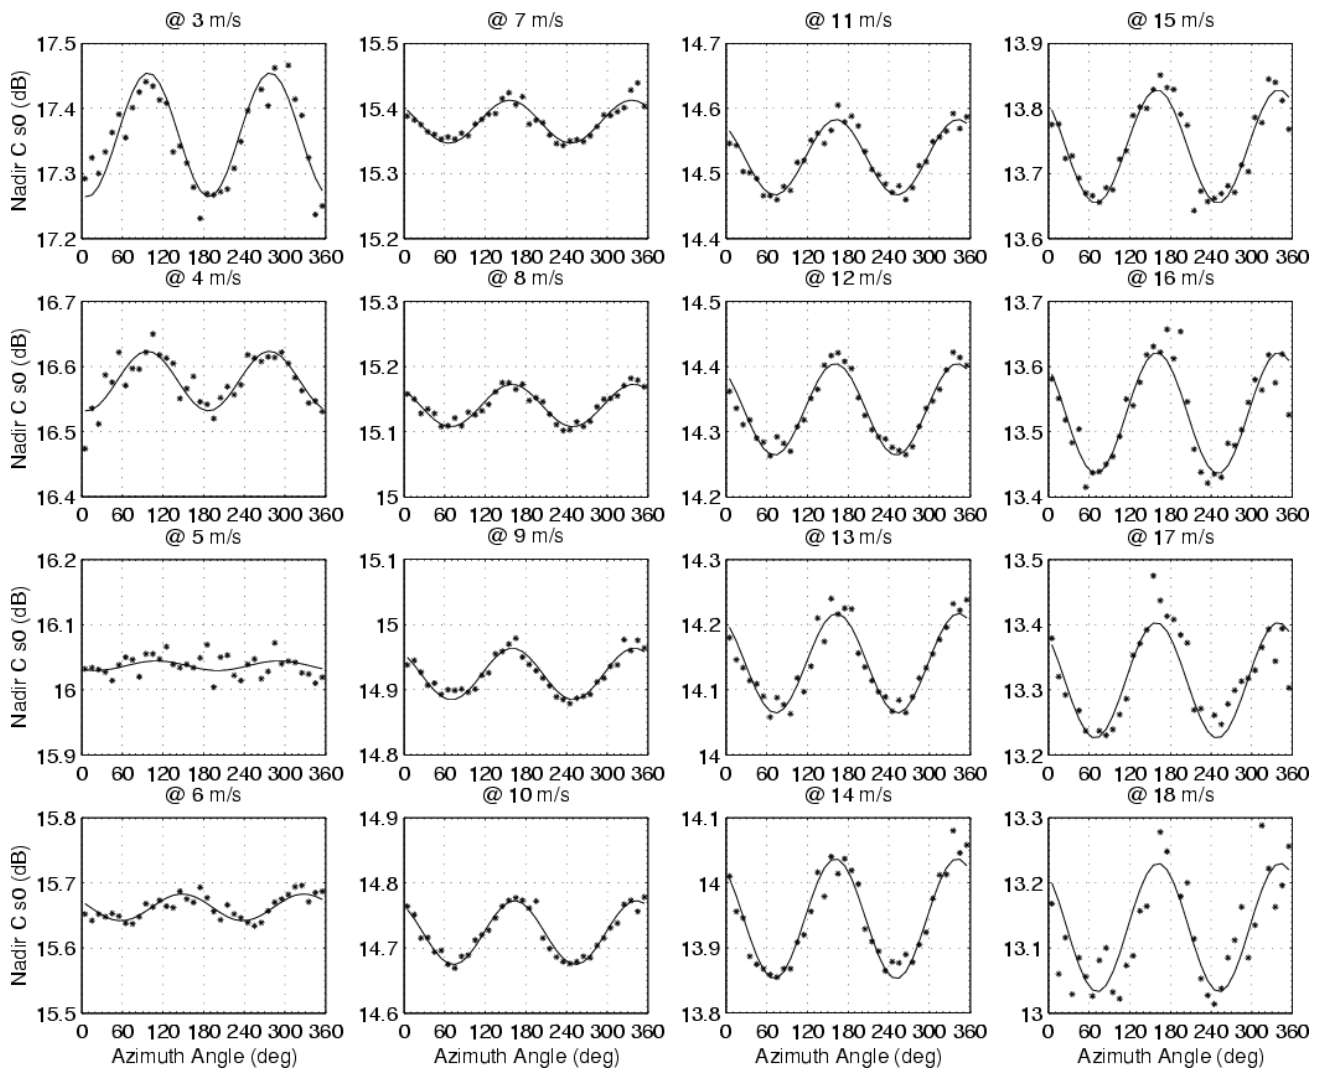 @ 3 m/s @ 7 m/s @ 11 m/s @ 15 m/s
17.5 15.5 14.7 13.9
17.4 15.4 14.6 13.8
17.3 15.3 14.5 13.7
17.2 15.2 14.4 13.6
Nadir C so (dB)
0 60 120 180 240 300 360 0 60 120 180 240 300 360 0 60 120 180 240 300 360 0 60 120 180 240 300 360
@ 4 m/s @ 8 m/s @ 12 m/s @ 16 m/s
16.7 15.3 14.5 13.7
16.6 15.2 14.4 13.6
16.5 15.1 14.3 13.5
16.4 15 14.2 13.4
Nadir C so (dB)
0 60 120 180 240 300 360 0 60 120 180 240 300 360 0 60 120 180 240 300 360 0 60 120 180 240 300 360
@ 5 m/s @ 9 m/s @ 13 m/s @ 17 m/s
16.2 15.1 14.3 13.5
16.1 15 14.2 13.4
16 14.9 14.1 13.3
15.9 14.8 14 13.2
Nadir C so (dB)
0 60 120 180 240 300 360 0 60 120 180 240 300 360 0 60 120 180 240 300 360 0 60 120 180 240 300 360
@ 6 m/s @ 10 m/s @ 14 m/s @ 18 m/s
15.8 14.9 14.1 13.3
15.7 14.8 14 13.2
15.6 14.7 13.9 13.1
15.5 14.6 13.8 13
Nadir C so (dB)
0 60 120 180 240 300 360 0 60 120 180 240 300 360 0 60 120 180 240 300 360 0 60 120 180 240 300 360
Azimuth Angle (deg) Azimuth Angle (deg) Azimuth Angle (deg) Azimuth Angle (deg)